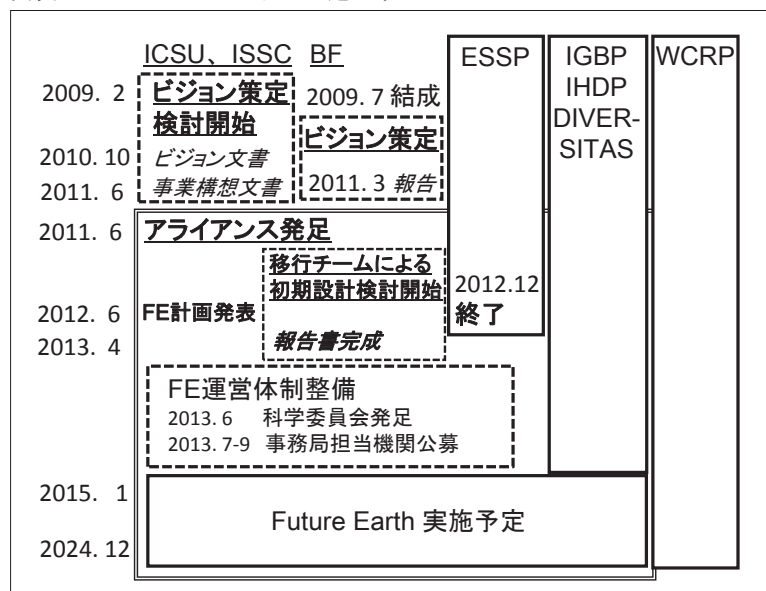 ICSU、ISSC BF ESSP IGBP WCRP
IHDP
DIVER-
SITAS
2009. 2 ビジョン策定 2009. 7 結成
検討開始
ビジョン策定
2010. 10 ビジョン文書
2011. 6 事業構想文書 2011. 3 報告
2011. 6 アライアンス発足
移行チームによる
初期設計検討開始 2012.12
終了
2012. 6 FE計画発表
2013. 4 報告書完成
FE運営体制整備
2013. 6 科学委員会発足
2013. 7-9 事務局担当機関公募
2015. 1
Future Earth 実施予定
2024. 12